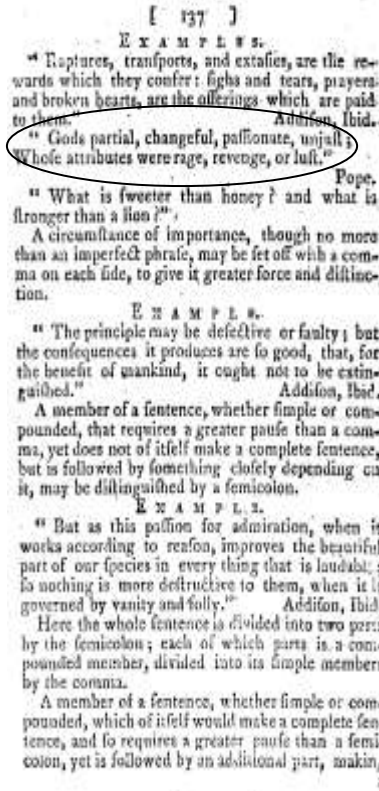 [ 137 ]
EXAMPLES.
“ Raptures, tranſports, and extaſies, are the re-
wards which they confer: ſighs and tears, prayers
and broken hearts, are the offerings which are paid
to them.” Addiſon, Ibid.
“ Gods partial, changeful, paſſionate, unjuſt ;
Whoſe attributes were rage, revenge, or luſt.”
Pope.
“ What is ſweeter than honey ? and what is
ſtronger than a lion ?”
A circumſtance of importance, though no more
than an imperfect phraſe, may be ſet off with a com-
ma on each ſide, to give it greater force and diſtinc-
tion.
EXAMPLE.
“ The principle may be defective or faulty ; but
the conſequences it produces are ſo good, that, for
the benefit of mankind, it ought not to be extin-
guiſhed.” Addiſon, Ibid.
A member of a ſentence, whether ſimple or com-
pounded, that requires a greater pauſe than a com-
ma, yet does not of itſelf make a complete ſentence,
but is followed by ſomething cloſely depending on
it, may be diſtinguiſhed by a ſemicolon.
EXAMPLE.
“ But as this paſſion for admiration, when it
works according to reaſon, improves the beautiful
part of our ſpecies in every thing that is laudable ;
ſo nothing is more deſtructive to them, when it i
governed by vanity and folly.” Addiſon, Ibid
Here the whole ſentence is divided into two parts
by the ſemicolon ; each of which parts is a com-
pounded member, divided into its ſimple members
by the comma.
A member of a ſentence, whether ſimple or com-
pounded, which of itſelf would make a complete ſen
tence, and ſo requires a greater pauſe than a ſemi
colon, yet is followed by an additional part, makin